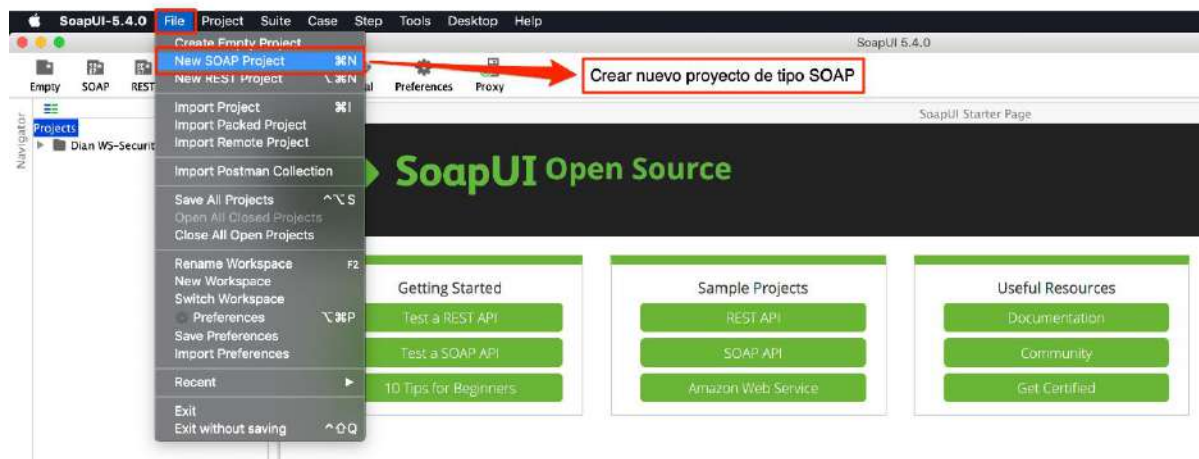 SoapUI-5.4.0 File Project Suite Case Step Tools Desktop Help
SoapUI 5.4.0
Create Empty Project
New SOAP Project ⌘N
New REST Project ⌥⌘N
Import Project ⌘I
Import Packed Project
Import Remote Project
Import Postman Collection
Save All Projects ^⌥S
Open All Closed Projects
Close All Open Projects
Rename Workspace F2
New Workspace
Switch Workspace
Preferences ⌥⌘P
Save Preferences
Import Preferences
Recent ▶
Exit
Exit without saving ^⇧Q
Crear nuevo proyecto de tipo SOAP
Empty SOAP REST Preferences Proxy
Navigator
Projects
Dian WS-Securit
SoapUI Starter Page
SoapUI Open Source
Getting Started
Test a REST API
Test a SOAP API
10 Tips for Beginners
Sample Projects
REST API
SOAP API
Amazon Web Service
Useful Resources
Documentation
Community
Get Certified